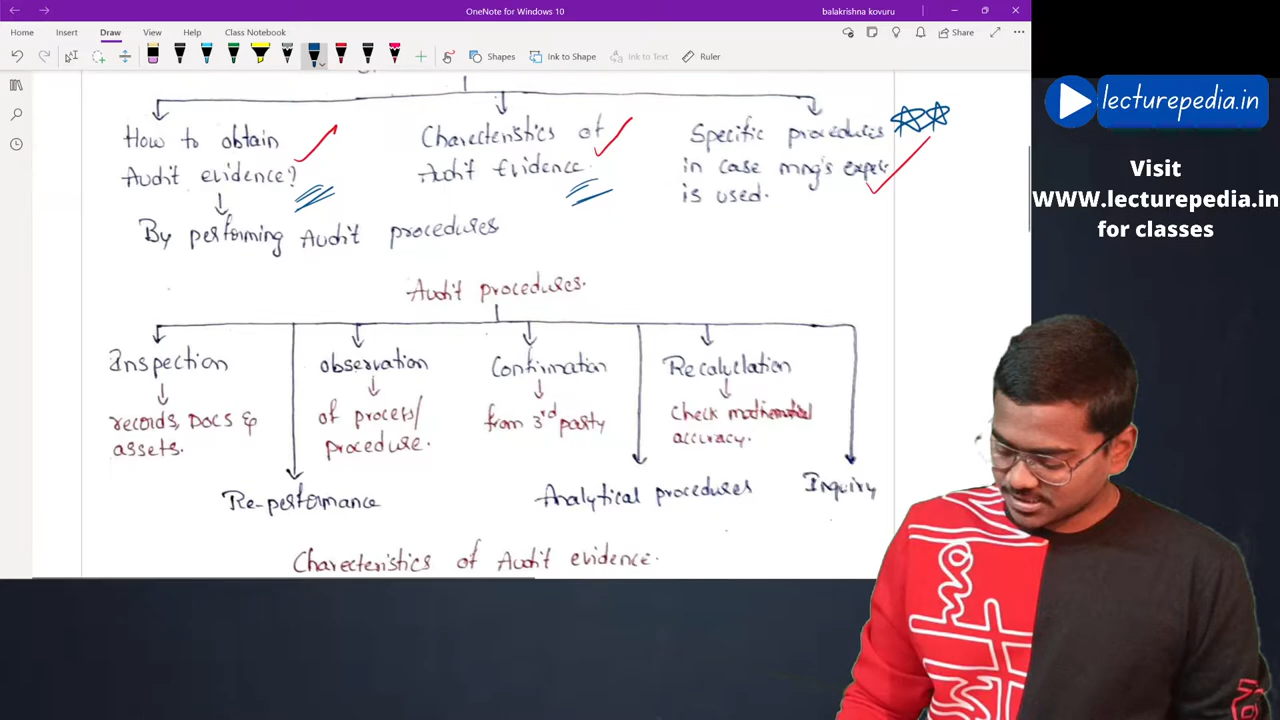 OneNote for Windows 10
balakrishna kovuru
Home Insert Draw View Help Class Notebook
Share
Shapes Ink to Shape Ink to Text Ruler
How to obtain
Audit evidence?
Charecteristics of
Audit Evidence.
Specific procedures
in case mng's expert
is used.
By performing Audit procedures
Audit procedures.
Inspection
records, Docs &
assets.
observation
of process/
procedure.
Confirmation
from 3rd party
Recalculation
check mathematical
accuracy.
Re-performance
Analytical procedures
Inquiry
Charecteristics of Audit evidence.
lecturepedia.in
Visit
WWW.lecturepedia.in
for classes